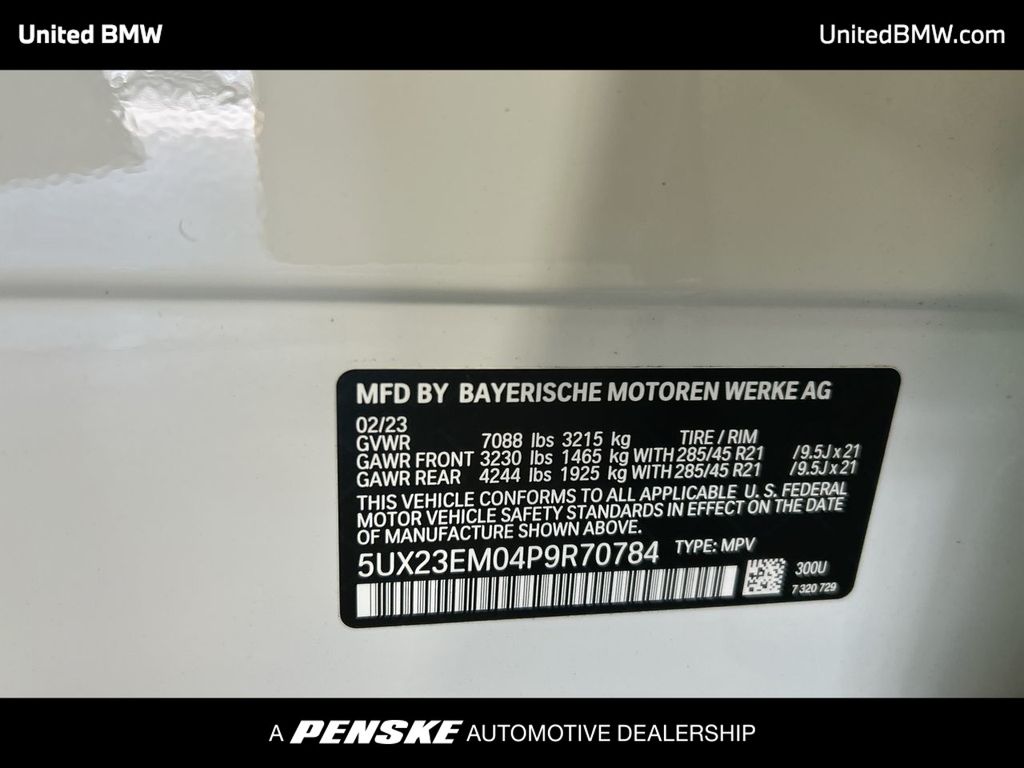 United BMW
UnitedBMW.com
MFD BY BAYERISCHE MOTOREN WERKE AG
02/23
GVWR 7088 lbs 3215 kg TIRE / RIM
GAWR FRONT 3230 lbs 1465 kg WITH 285/45 R21 /9.5J x 21
GAWR REAR 4244 lbs 1925 kg WITH 285/45 R21 /9.5J x 21
THIS VEHICLE CONFORMS TO ALL APPLICABLE U. S. FEDERAL
MOTOR VEHICLE SAFETY STANDARDS IN EFFECT ON THE DATE
OF MANUFACTURE SHOWN ABOVE.
5UX23EM04P9R70784 TYPE: MPV
300U
7 320 729
A PENSKE AUTOMOTIVE DEALERSHIP